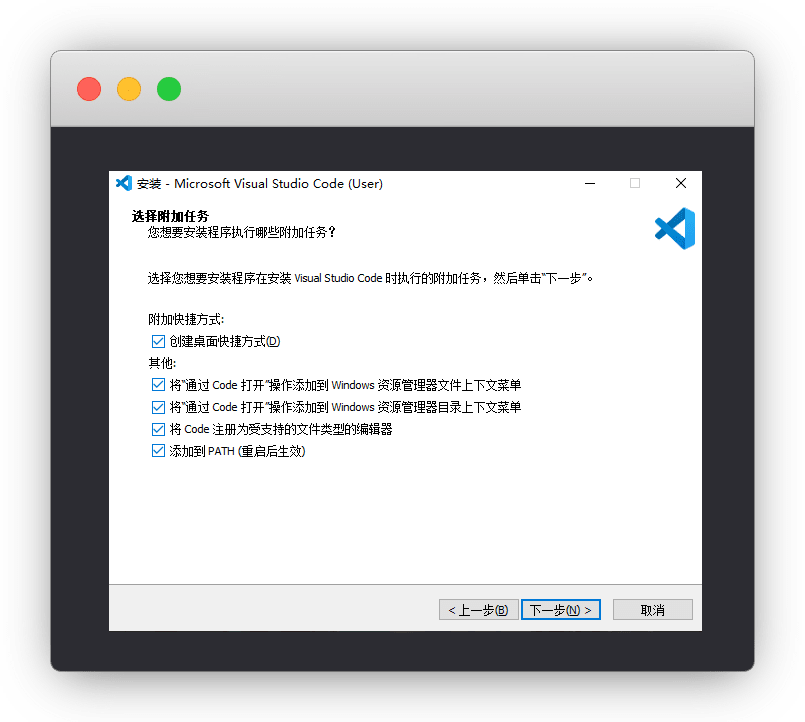 安装 - Microsoft Visual Studio Code (User)
选择附加任务
您想要安装程序执行哪些附加任务？
选择您想要安装程序在安装 Visual Studio Code 时执行的附加任务，然后单击“下一步”。
附加快捷方式:
创建桌面快捷方式(D)
其他:
将“通过 Code 打开”操作添加到 Windows 资源管理器文件上下文菜单
将“通过 Code 打开”操作添加到 Windows 资源管理器目录上下文菜单
将 Code 注册为受支持的文件类型的编辑器
添加到 PATH (重启后生效)
< 上一步(B) 下一步(N) > 取消